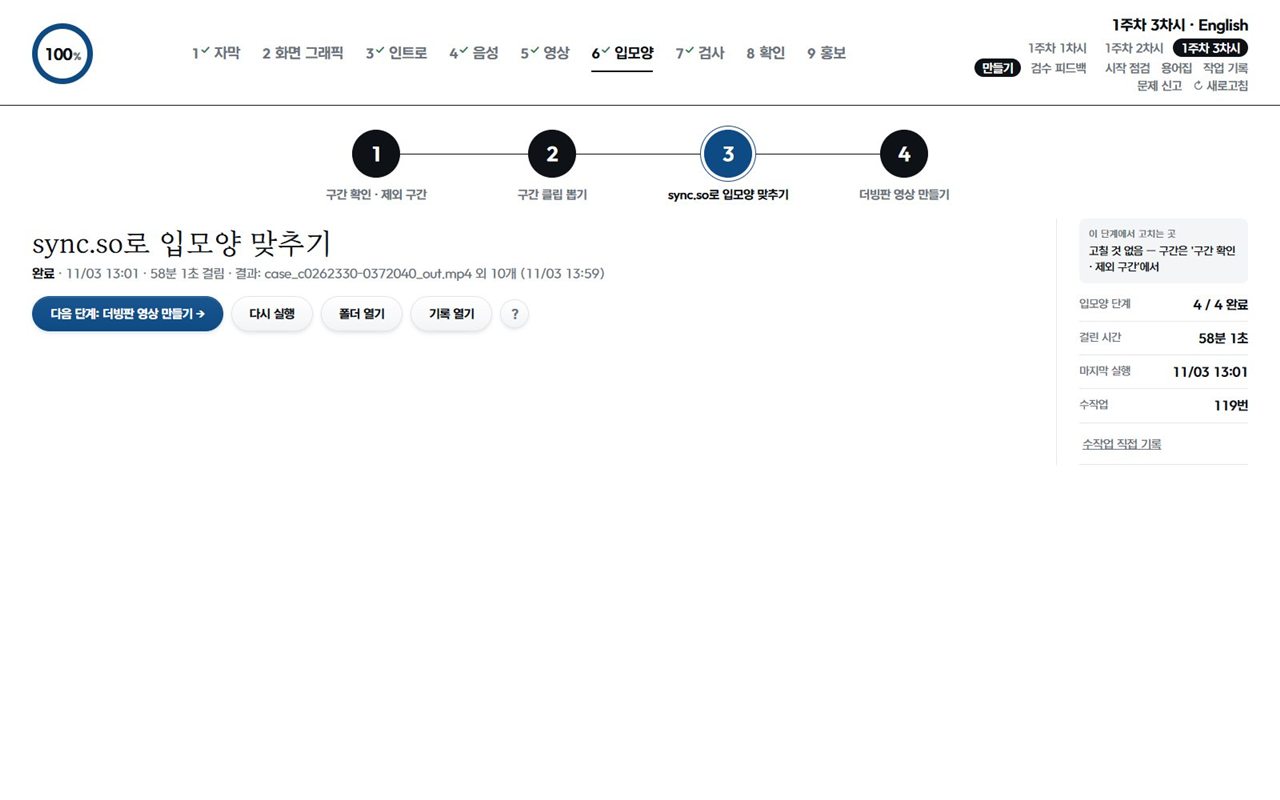 100%
1✓ 자막 2 화면 그래픽 3✓ 인트로 4✓ 음성 5✓ 영상 6✓ 입모양 7✓ 검사 8 확인 9 홍보
1주차 3차시 · English
1주차 1차시 1주차 2차시 1주차 3차시
만들기 검수 피드백 시작 점검 용어집 작업 기록
문제 신고 ↻ 새로고침
1 2 3 4
구간 확인 · 제외 구간 구간 클립 뽑기 sync.so로 입모양 맞추기 더빙판 영상 만들기
sync.so로 입모양 맞추기
완료 · 11/03 13:01 · 58분 1초 걸림 · 결과: case_c0262330-0372040_out.mp4 외 10개 (11/03 13:59)
다음 단계: 더빙판 영상 만들기 → 다시 실행 폴더 열기 기록 열기 ?
이 단계에서 고치는 곳
고칠 것 없음 — 구간은 '구간 확인
· 제외 구간'에서
입모양 단계 4 / 4 완료
걸린 시간 58분 1초
마지막 실행 11/03 13:01
수작업 119번
수작업 직접 기록